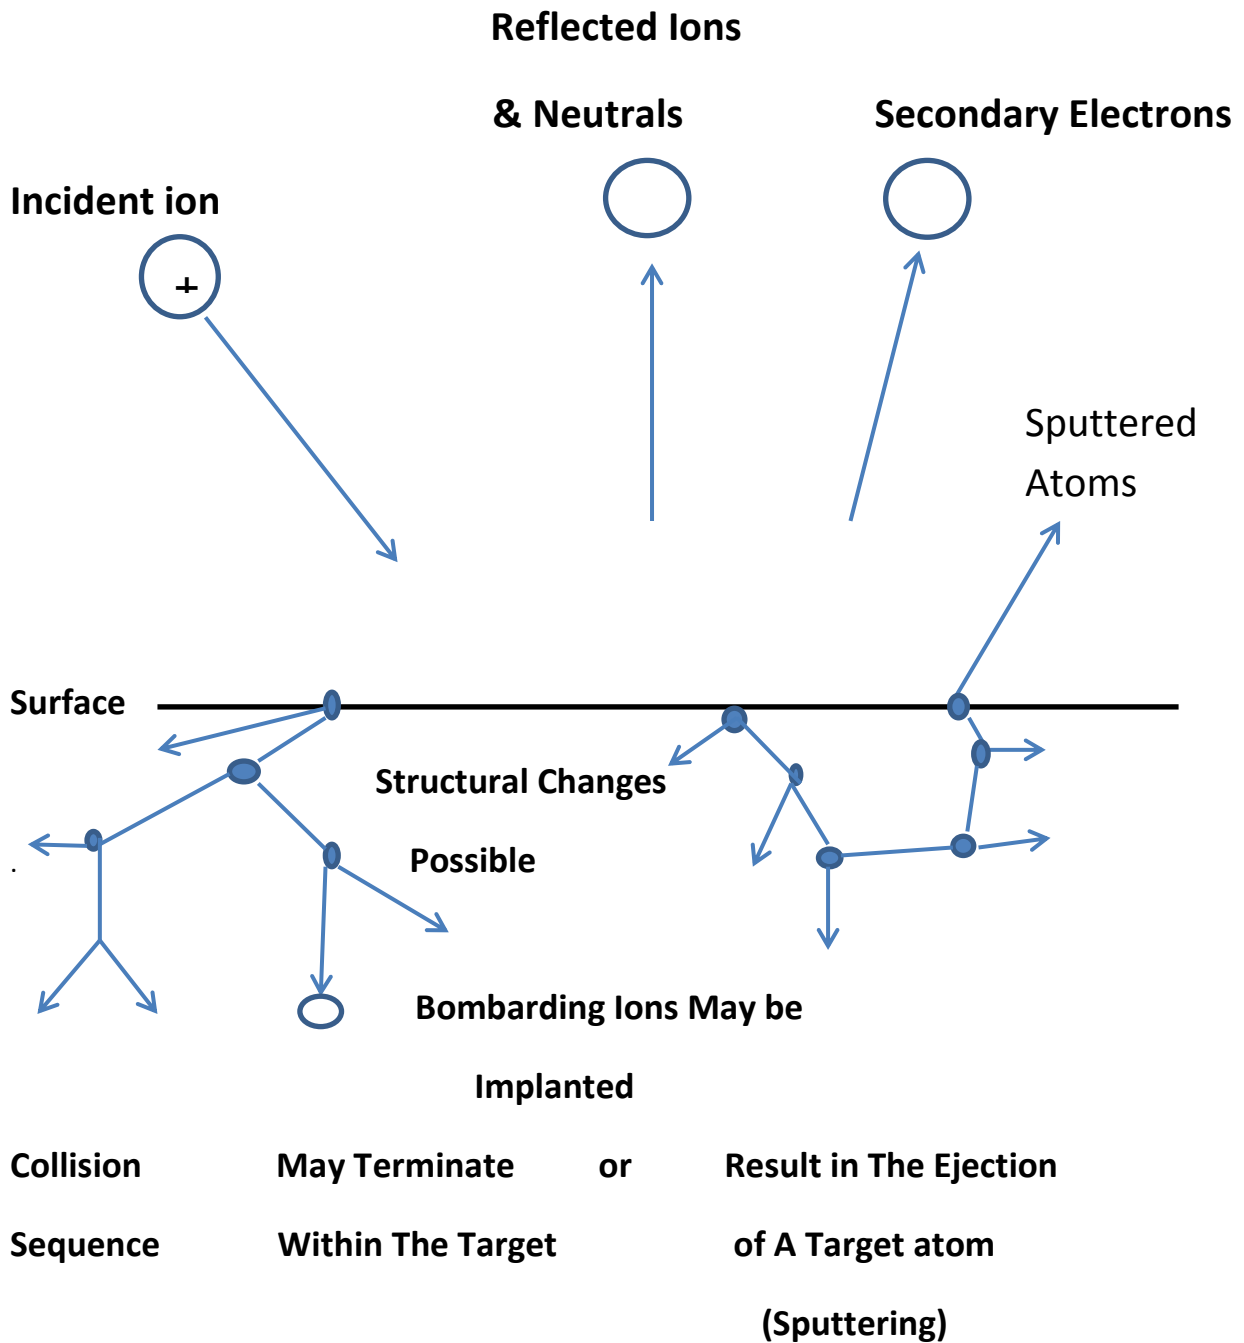 Reflected Ions
& Neutrals Secondary Electrons
Incident ion
+
Sputtered
Atoms
Surface
Structural Changes
Possible
.
Bombarding Ions May be
Implanted
Collision May Terminate or Result in The Ejection
Sequence Within The Target of A Target atom
(Sputtering)